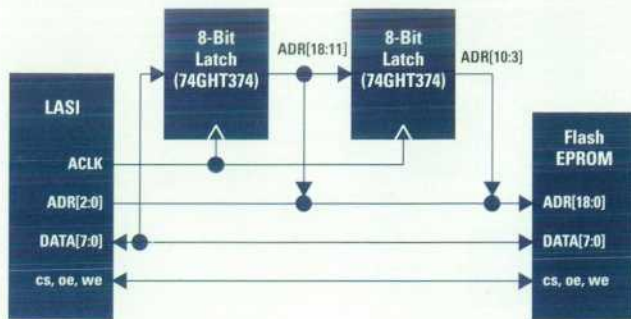 8-Bit
Latch
(74GHT374)
ADR[18:11]
8-Bit
Latch
(74GHT374)
ADR[10:3]
LASI
ACLK
ADR[2:0]
DATA[7:0]
cs, oe, we
Flash
EPROM
ADR[18:0]
DATA[7:0]
cs, oe, we